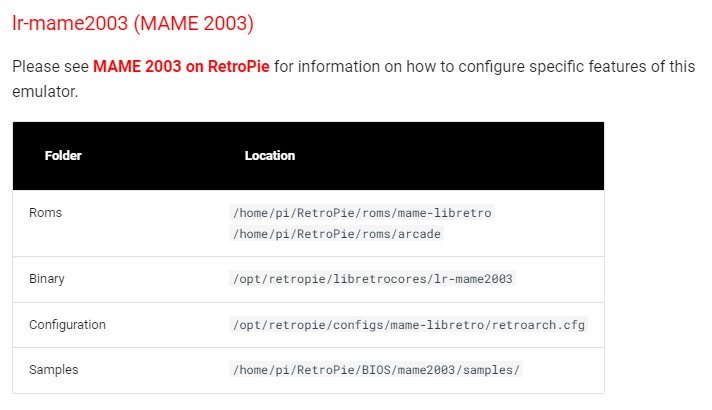 lr-mame2003 (MAME 2003)
Please see MAME 2003 on RetroPie for information on how to configure specific features of this
emulator.
Folder Location
Roms /home/pi/RetroPie/roms/mame-libretro
/home/pi/RetroPie/roms/arcade
Binary /opt/retropie/libretrocores/lr-mame2003
Configuration /opt/retropie/configs/mame-libretro/retroarch.cfg
Samples /home/pi/RetroPie/BIOS/mame2003/samples/